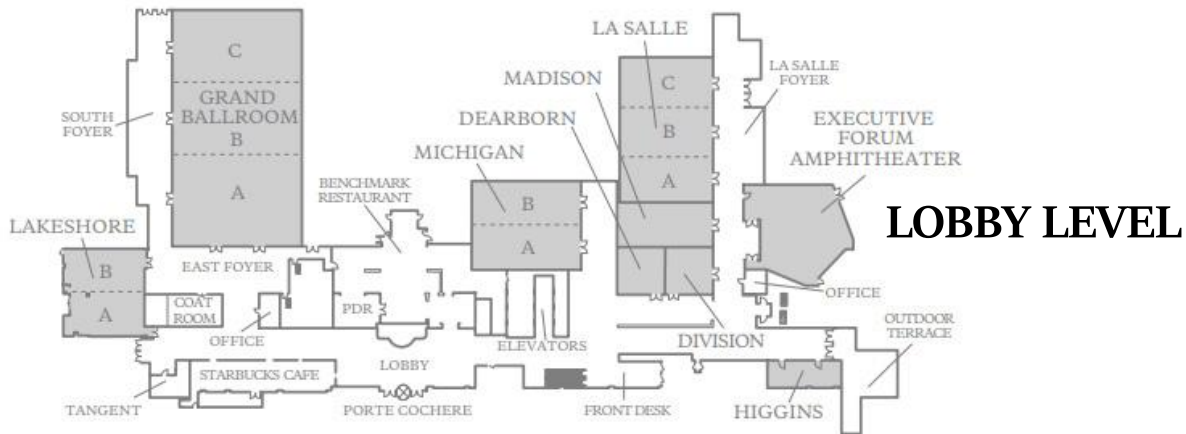 LA SALLE
C
C
MADISON
LA SALLE
FOYER
GRAND
BALLROOM
B
SOUTH
FOYER
DEARBORN
B
EXECUTIVE
FORUM
AMPHITHEATER
MICHIGAN
A
BENCHMARK
RESTAURANT
A
B
LOBBY LEVEL
LAKESHORE
A
EAST FOYER
B
A
COAT
ROOM
PDR
OFFICE
OFFICE
OUTDOOR
TERRACE
ELEVATORS
DIVISION
LOBBY
STARBUCKS CAFE
TANGENT
PORTE COCHERE
FRONT DESK
HIGGINS